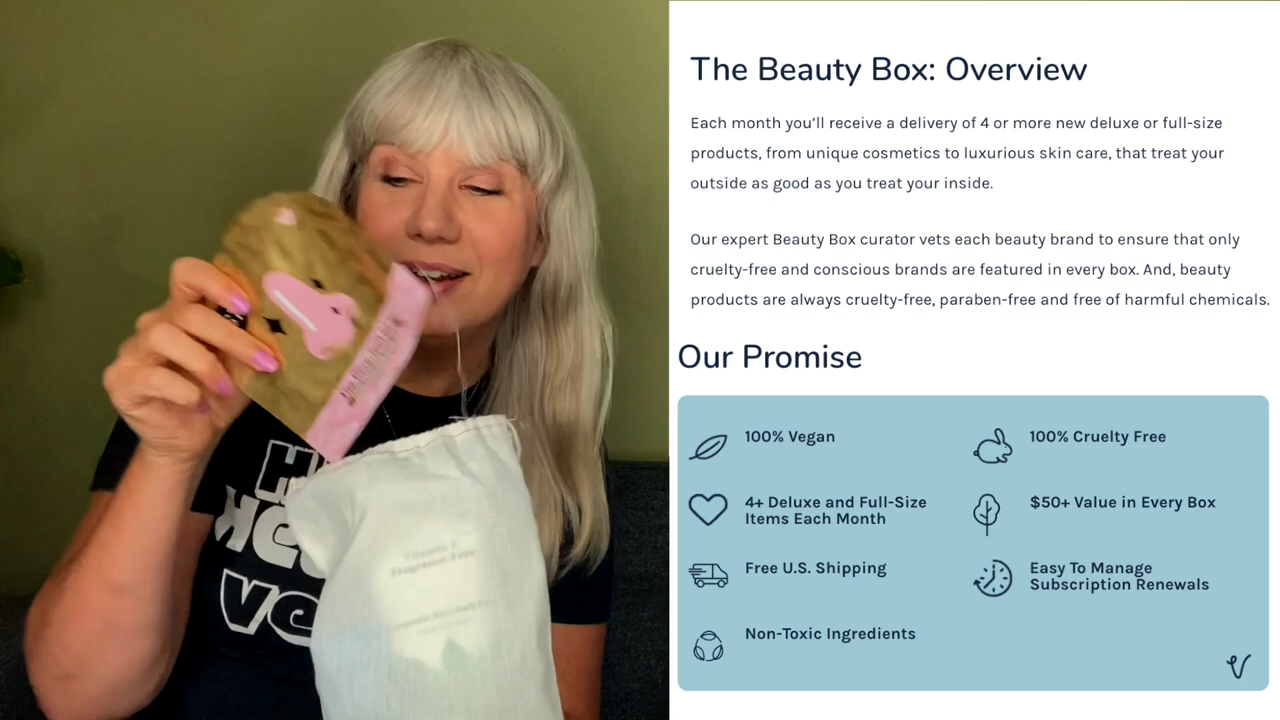 The Beauty Box: Overview
Each month you’ll receive a delivery of 4 or more new deluxe or full-size
products, from unique cosmetics to luxurious skin care, that treat your
outside as good as you treat your inside.
Our expert Beauty Box curator vets each beauty brand to ensure that only
cruelty-free and conscious brands are featured in every box. And, beauty
products are always cruelty-free, paraben-free and free of harmful chemicals.
Our Promise
100% Vegan
100% Cruelty Free
4+ Deluxe and Full-Size
Items Each Month
$50+ Value in Every Box
Free U.S. Shipping
Easy To Manage
Subscription Renewals
Non-Toxic Ingredients
Fragrance-Free